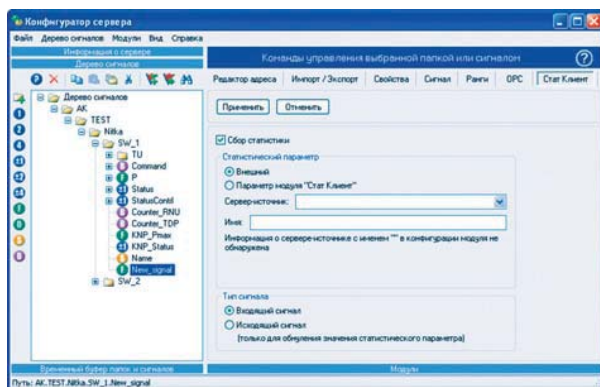 Конфигуратор сервера
Файл Дерево сигналов Модули Вид Справка
Информация о сервере
Дерево сигналов
Команды управления выбранной папкой или сигналом
Редактор адреса Импорт / Экспорт Свойства Сигнал Ранги OPC Стат Клиент
Применить Отменить
Дерево сигналов
AK
TEST
Nitka
SW_1
TU
Command
P
Status
StatusContil
Counter_RNU
Counter_TDP
KNP_Pmax
KNP_Status
Name
New_signal
SW_2
Сбор статистики
Статистический параметр
Внешний
Параметр модуля "Стат Клиент"
Сервер-источник:
Имя:
Информация о сервере-источнике с именем "" в конфигурации модуля не
обнаружена
Тип сигнала
Входящий сигнал
Исходящий сигнал
(только для обнуления значения статистического параметра)
Временный буфер папок и сигналов
Модули
Путь: AK.TEST.Nitka.SW_1.New_signal